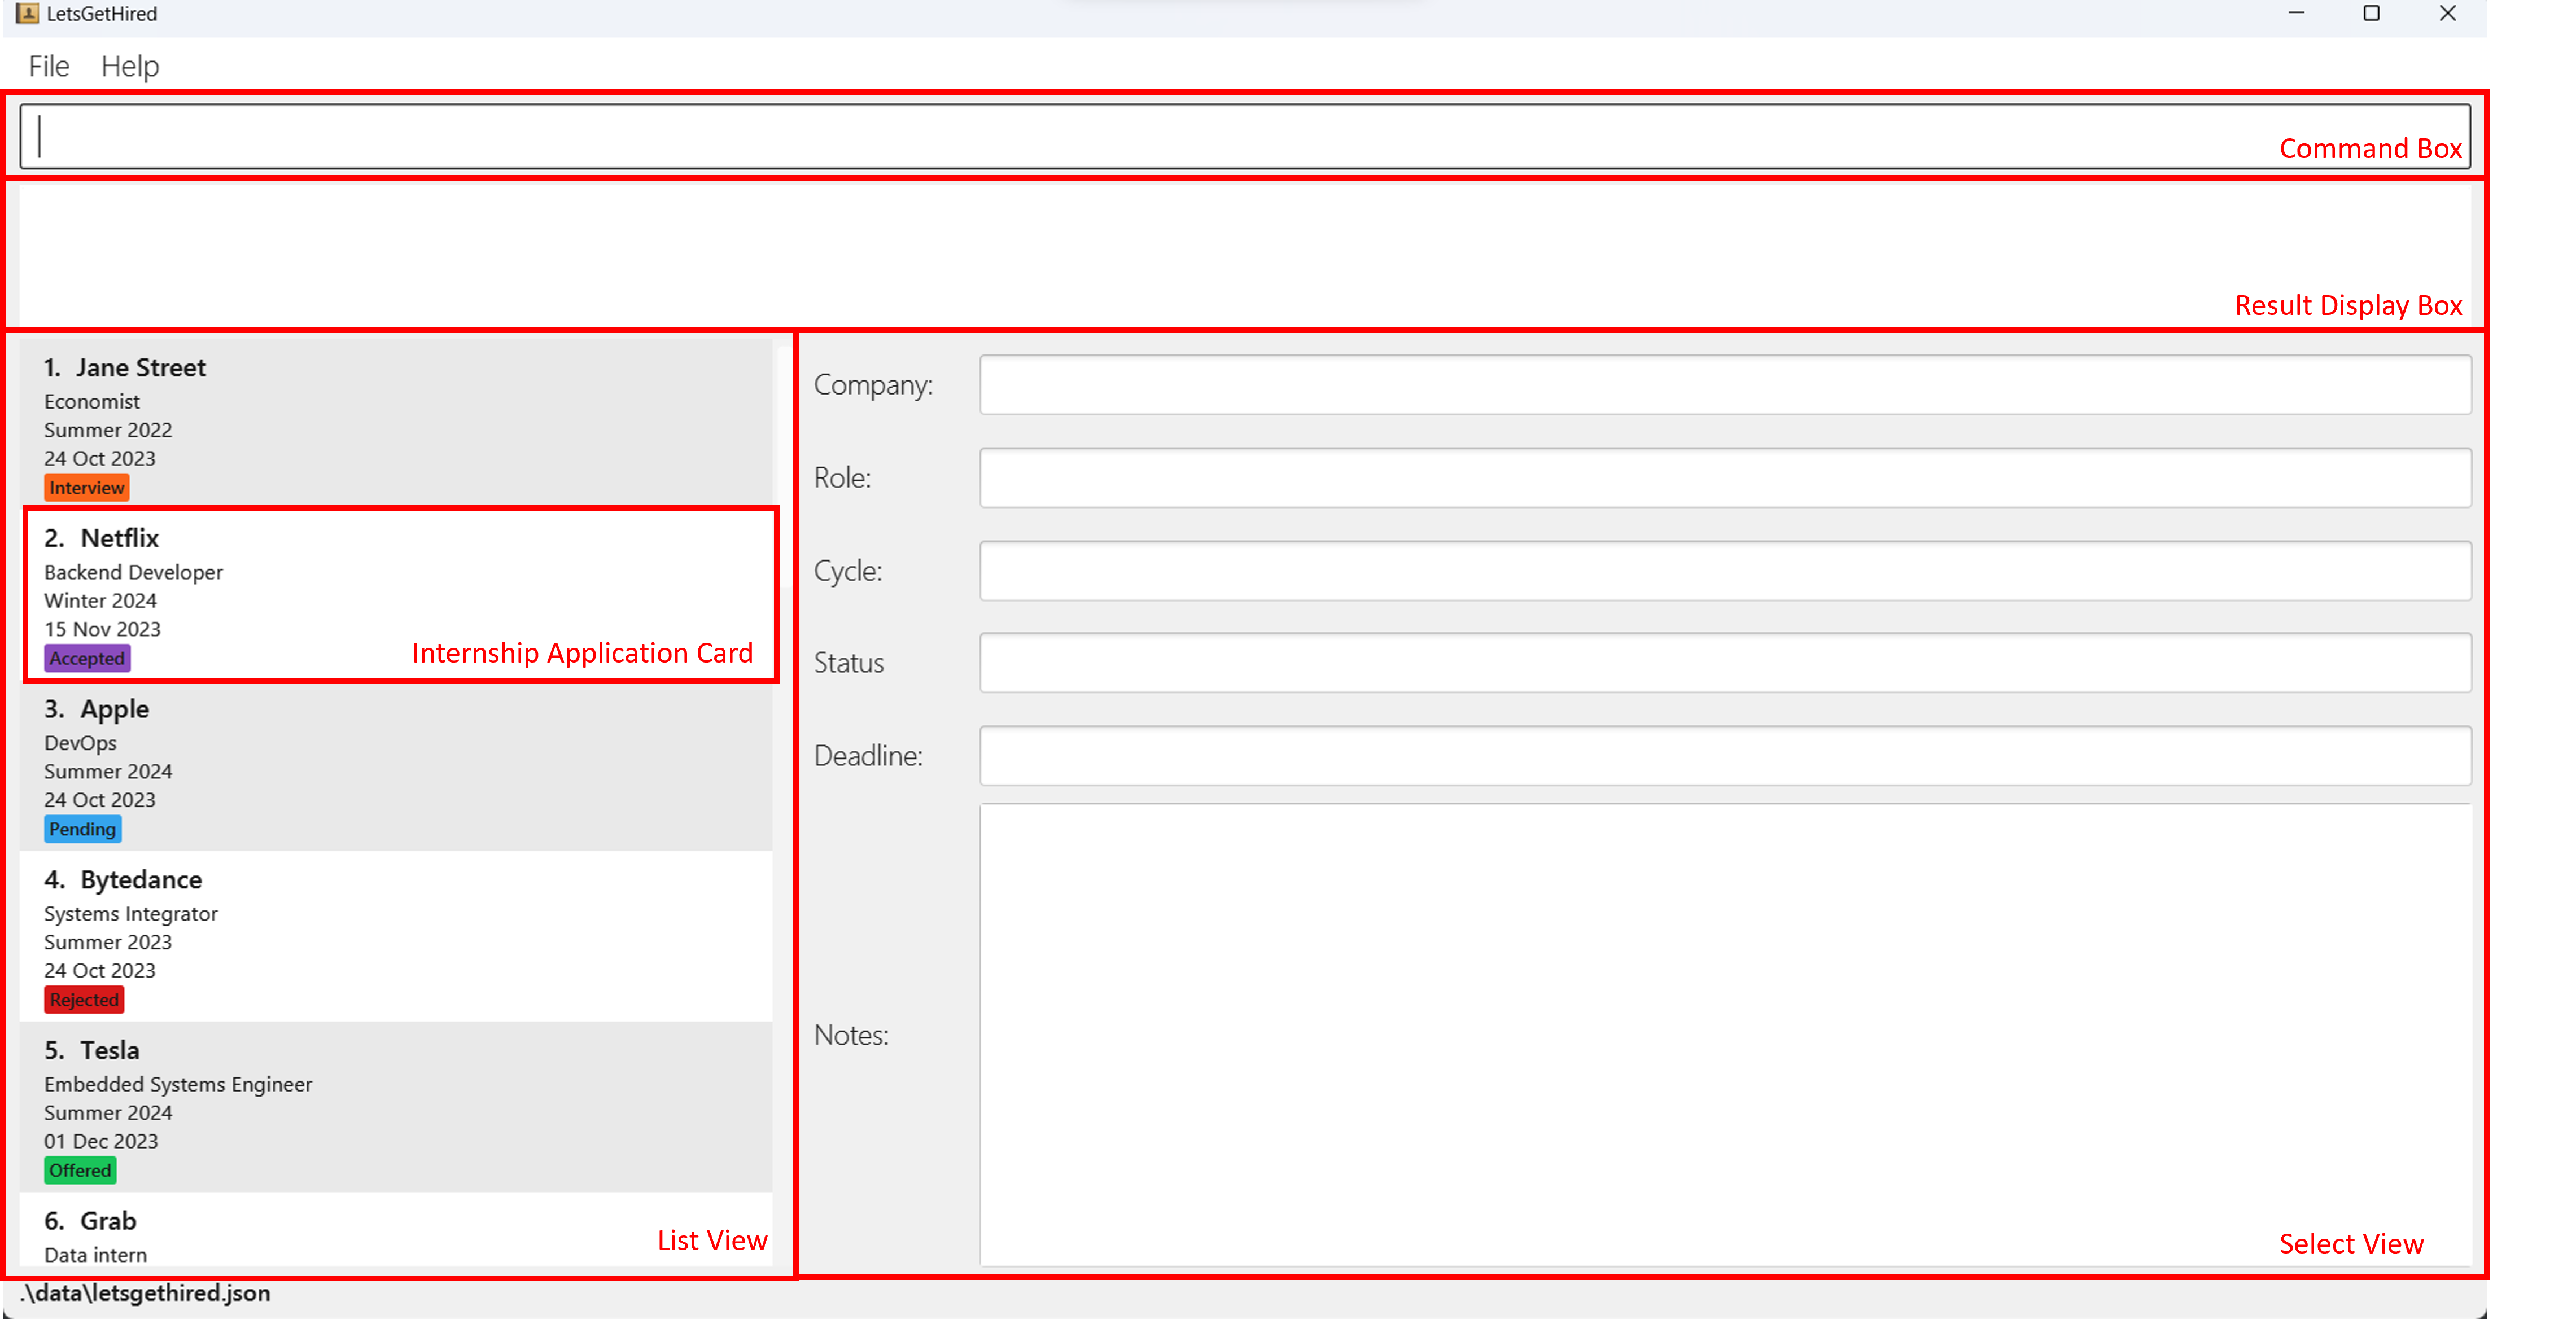 LetsGetHired
File Help
Command Box
Result Display Box
1. Jane Street
Economist
Summer 2022
24 Oct 2023
Interview
2. Netflix
Backend Developer
Winter 2024
15 Nov 2023
Accepted
Internship Application Card
3. Apple
DevOps
Summer 2024
24 Oct 2023
Pending
4. Bytedance
Systems Integrator
Summer 2023
24 Oct 2023
Rejected
5. Tesla
Embedded Systems Engineer
Summer 2024
01 Dec 2023
Offered
6. Grab
Data intern
List View
Company:
Role:
Cycle:
Status
Deadline:
Notes:
Select View
.\data\letsgethired.json